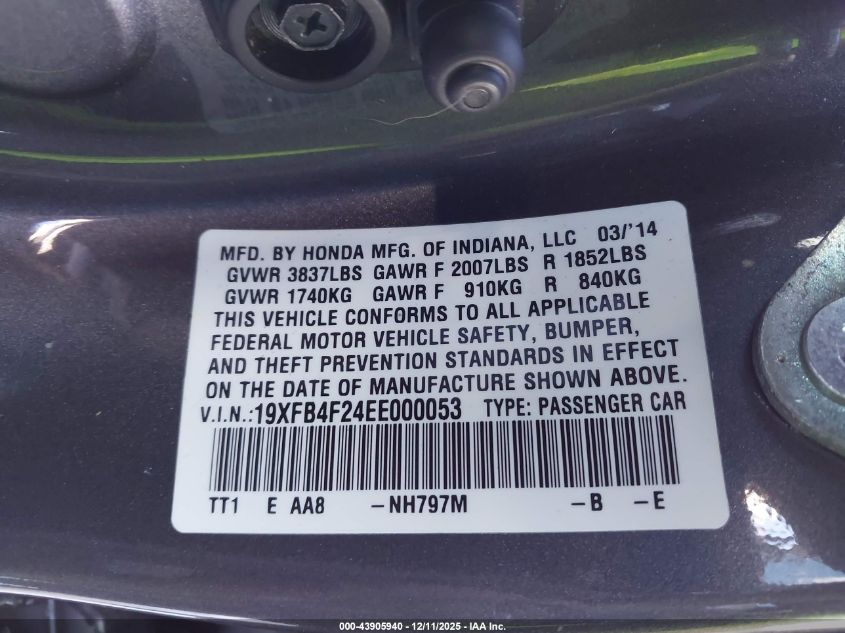 MFD. BY HONDA MFG. OF INDIANA, LLC 03/'14
GVWR 3837LBS GAWR F 2007LBS R 1852LBS
GVWR 1740KG GAWR F 910KG R 840KG
THIS VEHICLE CONFORMS TO ALL APPLICABLE
FEDERAL MOTOR VEHICLE SAFETY, BUMPER,
AND THEFT PREVENTION STANDARDS IN EFFECT
ON THE DATE OF MANUFACTURE SHOWN ABOVE.
V.I.N.:19XFB4F24EE000053 TYPE: PASSENGER CAR
TT1 E AA8 -NH797M -B -E
000-43905940 - 12/11/2025 - IAA Inc.